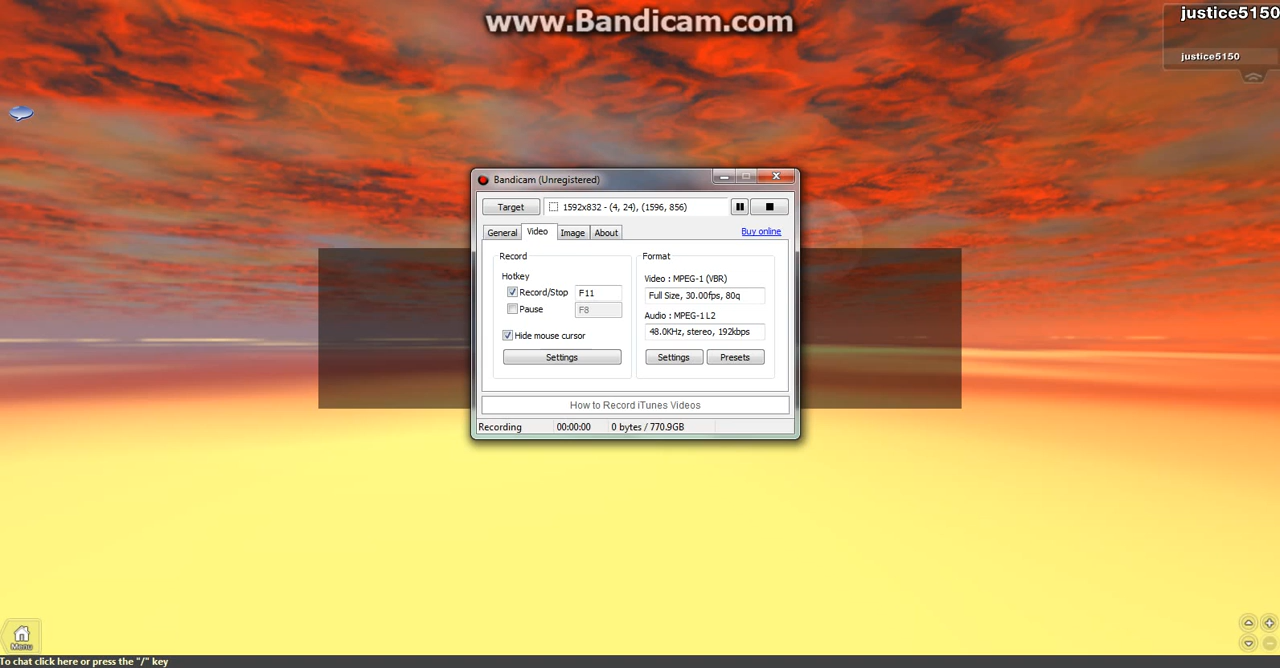 www.Bandicam.com
justice5150
justice5150
Bandicam (Unregistered)
Target
1592x832 - (4, 24), (1596, 856)
General
Video
Image
About
Buy online
Record
Hotkey
Record/Stop
F11
Pause
F8
Hide mouse cursor
Settings
Format
Video : MPEG-1 (VBR)
Full Size, 30.00fps, 80q
Audio : MPEG-1 L2
48.0KHz, stereo, 192kbps
Settings
Presets
How to Record iTunes Videos
Recording
00:00:00
0 bytes / 770.9GB
Menu
To chat click here or press the "/" key